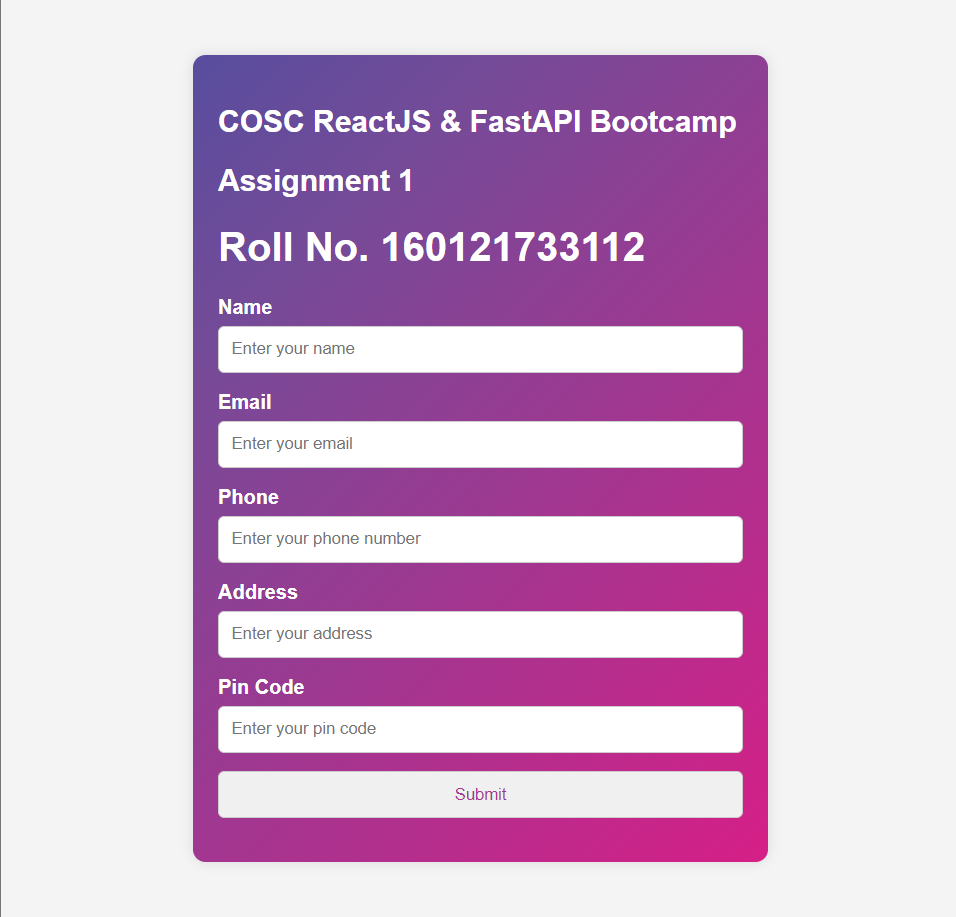 COSC ReactJS & FastAPI Bootcamp
Assignment 1
Roll No. 160121733112
Name
Enter your name
Email
Enter your email
Phone
Enter your phone number
Address
Enter your address
Pin Code
Enter your pin code
Submit